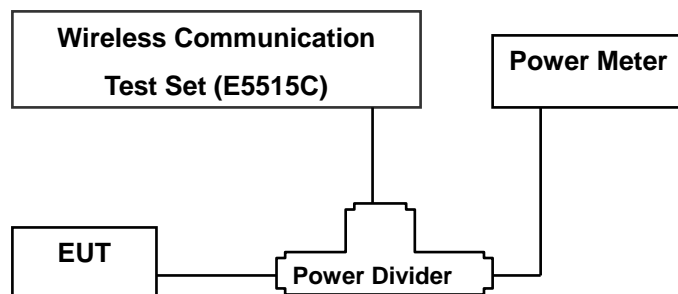 Wireless Communication
Test Set (E5515C)
Power Meter
EUT
Power Divider